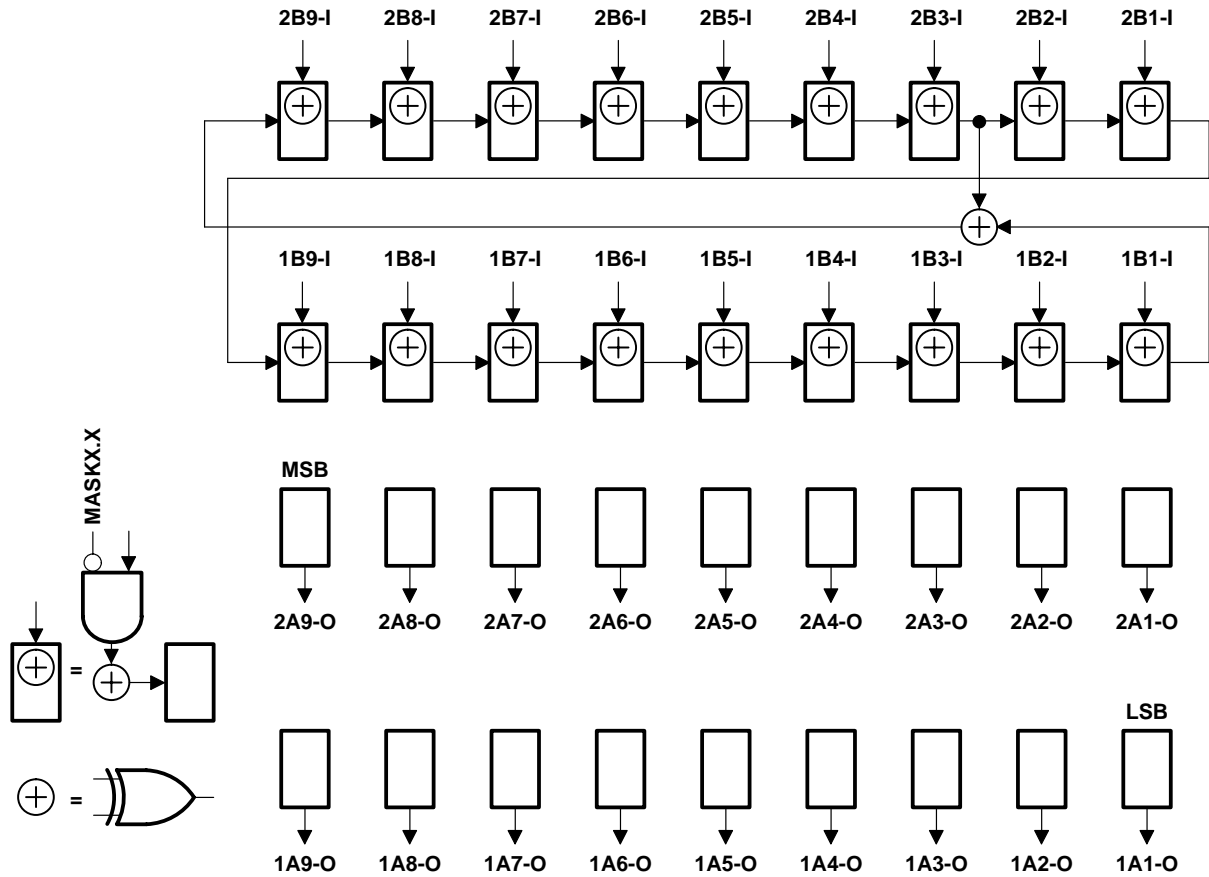 2B9-I 2B8-I 2B7-I 2B6-I 2B5-I 2B4-I 2B3-I 2B2-I 2B1-I
1B9-I 1B8-I 1B7-I 1B6-I 1B5-I 1B4-I 1B3-I 1B2-I 1B1-I
MASKX.X
MSB
2A9-O 2A8-O 2A7-O 2A6-O 2A5-O 2A4-O 2A3-O 2A2-O 2A1-O
=
LSB
=
1A9-O 1A8-O 1A7-O 1A6-O 1A5-O 1A4-O 1A3-O 1A2-O 1A1-O